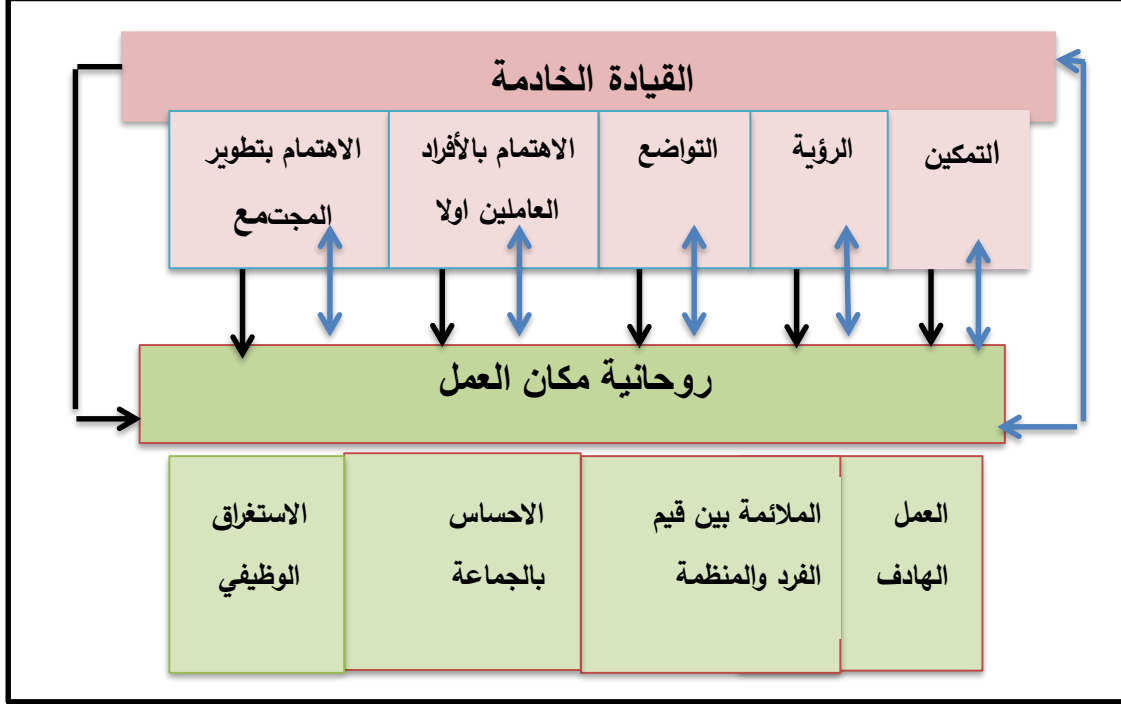 القيادة الخادمة
التمكين
الرؤية
التواضع
الاهتمام بالأفراد
العاملين اولا
الاهتمام بتطوير
المجتمع
روحانية مكان العمل
العمل
الهادف
الملائمة بين قيم
الفرد والمنظمة
الاحساس
بالجماعة
الاستغراق
الوظيفي